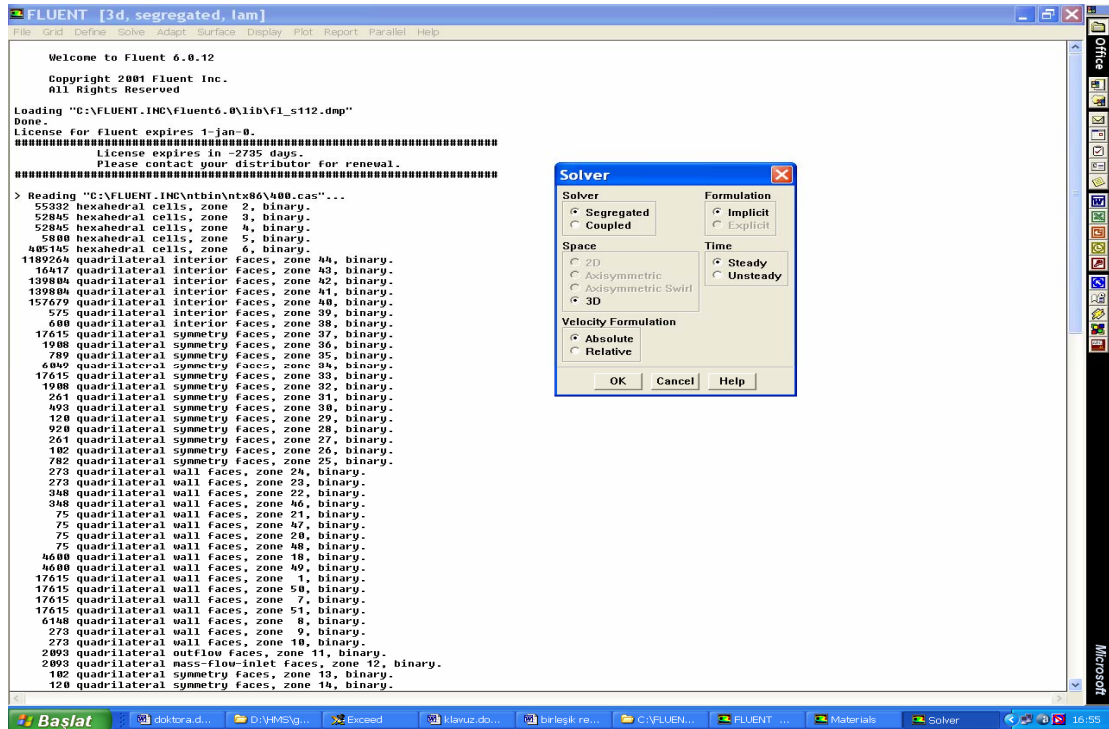 FLUENT [3d, segregated, lam]
File Grid Define Solve Adapt Surface Display Plot Report Parallel Help
Welcome to Fluent 6.0.12
Copyright 2001 Fluent Inc.
All Rights Reserved
Loading "C:\FLUENT.INC\fluent6.0\lib\fl_s112.dmp"
Done.
License for fluent expires 1-jan-0.
License expires in -2735 days.
Please contact your distributor for renewal.
> Reading "C:\FLUENT.INC\ntbin\ntx86\400.cas"...
55332 hexahedral cells, zone 2, binary.
52845 hexahedral cells, zone 3, binary.
52845 hexahedral cells, zone 4, binary.
5800 hexahedral cells, zone 5, binary.
405145 hexahedral cells, zone 6, binary.
1189264 quadrilateral interior faces, zone 44, binary.
16417 quadrilateral interior faces, zone 43, binary.
139804 quadrilateral interior faces, zone 42, binary.
139804 quadrilateral interior faces, zone 41, binary.
157679 quadrilateral interior faces, zone 40, binary.
575 quadrilateral interior faces, zone 39, binary.
600 quadrilateral interior faces, zone 38, binary.
17615 quadrilateral symmetry faces, zone 37, binary.
1908 quadrilateral symmetry faces, zone 36, binary.
789 quadrilateral symmetry faces, zone 35, binary.
6049 quadrilateral symmetry faces, zone 34, binary.
17615 quadrilateral symmetry faces, zone 33, binary.
1908 quadrilateral symmetry faces, zone 32, binary.
261 quadrilateral symmetry faces, zone 31, binary.
493 quadrilateral symmetry faces, zone 30, binary.
120 quadrilateral symmetry faces, zone 29, binary.
920 quadrilateral symmetry faces, zone 28, binary.
261 quadrilateral symmetry faces, zone 27, binary.
102 quadrilateral symmetry faces, zone 26, binary.
782 quadrilateral symmetry faces, zone 25, binary.
273 quadrilateral wall faces, zone 24, binary.
273 quadrilateral wall faces, zone 23, binary.
348 quadrilateral wall faces, zone 22, binary.
348 quadrilateral wall faces, zone 46, binary.
75 quadrilateral wall faces, zone 21, binary.
75 quadrilateral wall faces, zone 47, binary.
75 quadrilateral wall faces, zone 20, binary.
75 quadrilateral wall faces, zone 48, binary.
4600 quadrilateral wall faces, zone 18, binary.
4600 quadrilateral wall faces, zone 49, binary.
17615 quadrilateral wall faces, zone 1, binary.
17615 quadrilateral wall faces, zone 50, binary.
17615 quadrilateral wall faces, zone 7, binary.
17615 quadrilateral wall faces, zone 51, binary.
6148 quadrilateral wall faces, zone 8, binary.
273 quadrilateral wall faces, zone 9, binary.
273 quadrilateral wall faces, zone 10, binary.
2093 quadrilateral outflow faces, zone 11, binary.
2093 quadrilateral mass-flow-inlet faces, zone 12, binary.
102 quadrilateral symmetry faces, zone 13, binary.
120 quadrilateral symmetry faces, zone 14, binary.
Solver
Solver
Segregated
Coupled
Formulation
Implicit
Explicit
Space
2D
Axisymmetric
Axisymmetric Swirl
3D
Time
Steady
Unsteady
Velocity Formulation
Absolute
Relative
OK Cancel Help
Office
Microsoft
Başlat doktora.d... D:\HMS\g... Exceed klavuz.do... birleşik re... C:\FLUEN... FLUENT ... Materials Solver 16:55